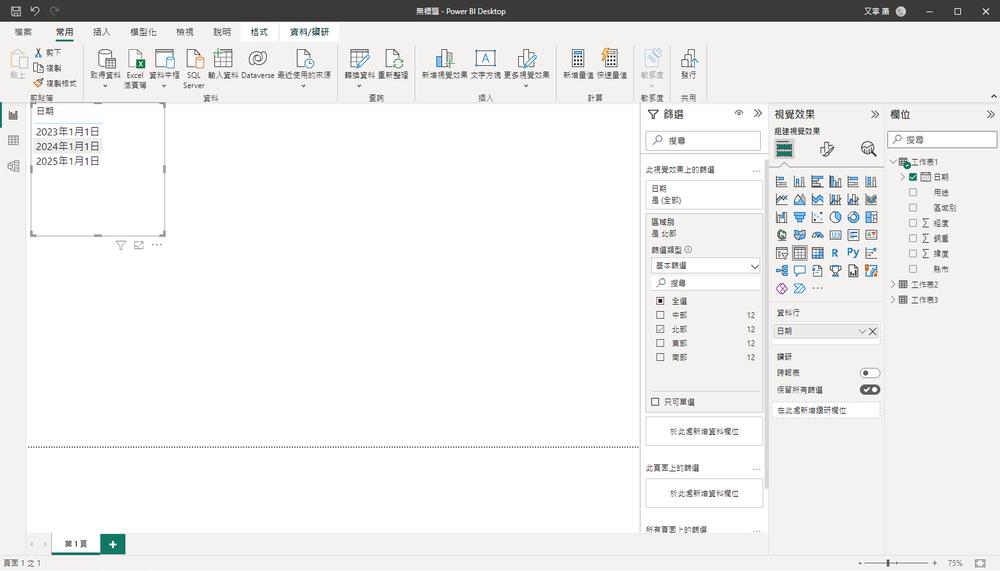 無標題 - Power BI Desktop
又寧 蕭
檔案
常用
插入
模型化
檢視
說明
格式
資料/鑽研
貼上
剪下
複製
複製格式
剪貼簿
取得資料
Excel 活頁簿
資料中樞
SQL Server
輸入資料
Dataverse
最近使用的來源
資料
轉換資料
重新整理
查詢
新增視覺效果
文字方塊
更多視覺效果
插入
新增量值
快速量值
計算
敏感度
敏感度
發行
共用
日期
2023年1月1日
2024年1月1日
2025年1月1日
篩選
搜尋
此視覺效果上的篩選
日期
是 (全部)
區域別
是 北部
篩選類型
基本篩選
搜尋
全選
中部 12
北部 12
東部 12
南部 12
只可單選
於此處新增資料欄位
此頁面上的篩選
於此處新增資料欄位
所有頁面上的篩選
視覺效果
組建視覺效果
123
R
Py
資料行
日期
鑽研
跨報表
保留所有篩選
在此處新增鑽研欄位
欄位
搜尋
工作表1
日期
用途
區域別
經度
銷重
緯度
縣市
工作表2
工作表3
第 1 頁
頁面 1 之 1
75%